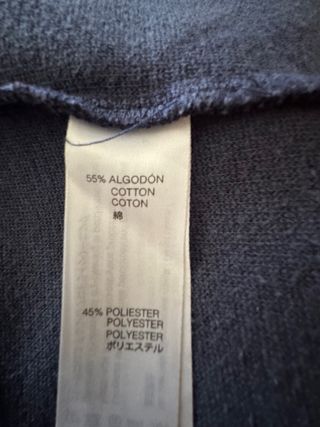 55% ALGODÓN
COTTON
COTON
綿
45% POLIESTER
POLYESTER
POLYESTER
ポリエステル